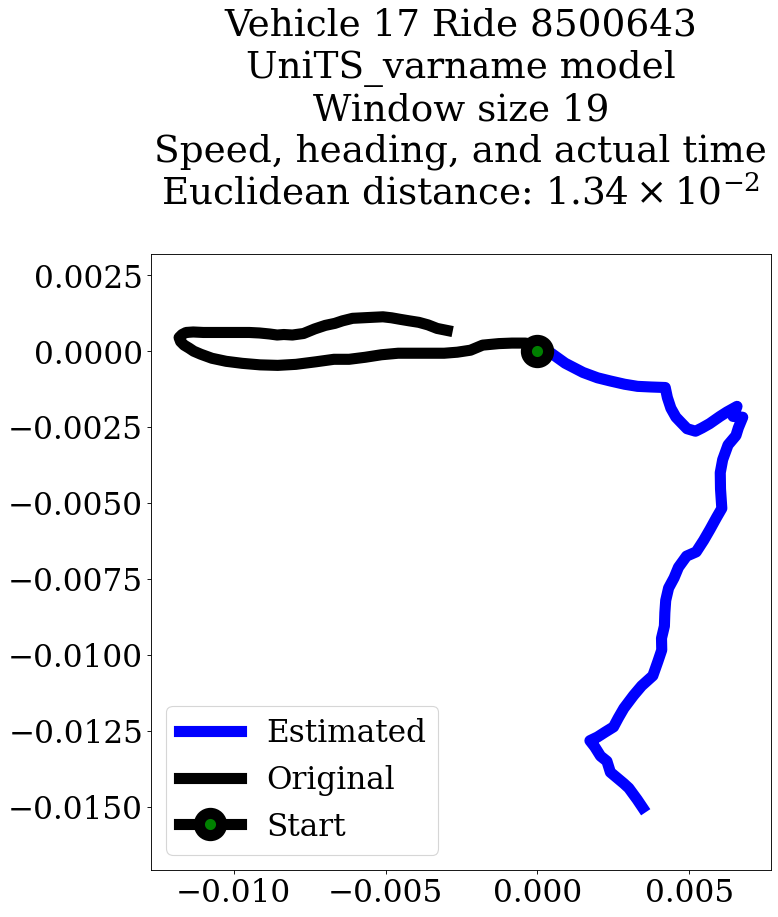 Vehicle 17 Ride 8500643
UniTS_varname model
Window size 19
Speed, heading, and actual time
Euclidean distance: 1.34 × 10⁻²
0.0025
0.0000
−0.0025
−0.0050
−0.0075
−0.0100
−0.0125
−0.0150
Estimated
Original
Start
−0.010 −0.005 0.000 0.005